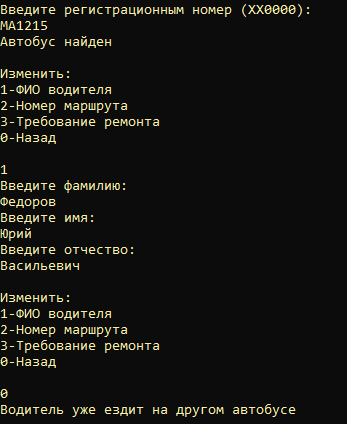 Введите регистрационным номер (XX0000):
MA1215
Автобус найден
Изменить:
1-ФИО водителя
2-Номер маршрута
3-Требование ремонта
0-Назад
1
Введите фамилию:
Федоров
Введите имя:
Юрий
Введите отчество:
Васильевич
Изменить:
1-ФИО водителя
2-Номер маршрута
3-Требование ремонта
0-Назад
0
Водитель уже ездит на другом автобусе